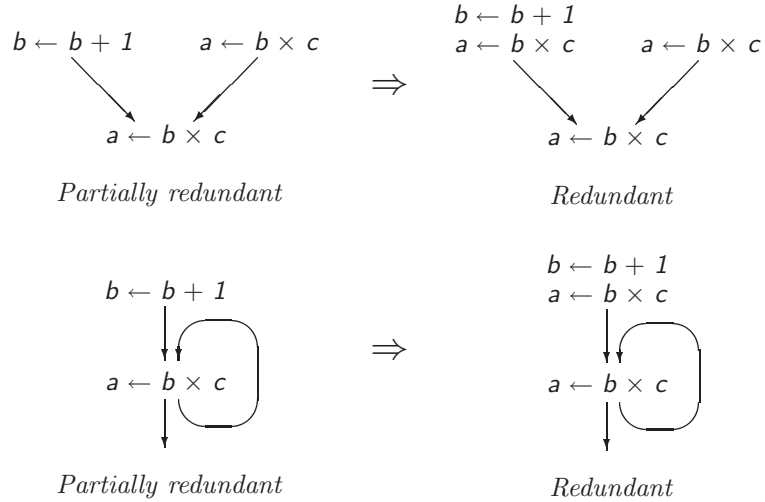 b ← b + 1
a ← b × c
⇒
b ← b + 1
a ← b × c
a ← b × c
a ← b × c
a ← b × c
Partially redundant
Redundant
b ← b + 1
⇒
b ← b + 1
a ← b × c
a ← b × c
a ← b × c
Partially redundant
Redundant